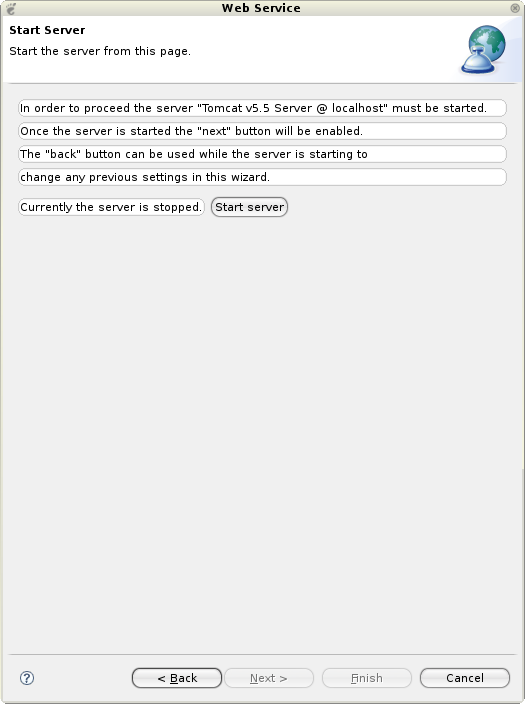 Web Service
Start Server
Start the server from this page.
In order to proceed the server "Tomcat v5.5 Server @ localhost" must be started.
Once the server is started the "next" button will be enabled.
The "back" button can be used while the server is starting to
change any previous settings in this wizard.
Currently the server is stopped. Start server
? < Back Next > Finish Cancel